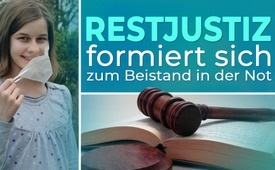 RESTJUSTIZ
formiert sich
zum Beistand in der Not